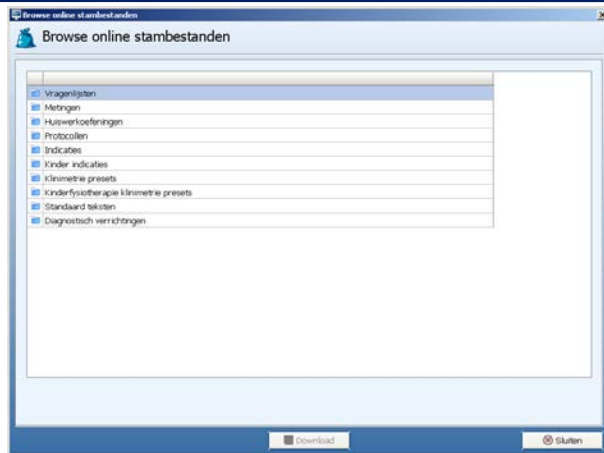 Browse online stambestanden
Browse online stambestanden
Vragenlijsten
Metingen
Huiswerkoefeningen
Protocollen
Indicaties
Kinder indicaties
Klinimetrie presets
Kinderfysiotherapie klinimetrie presets
Standaard teksten
Diagnostisch verrichtingen
Download
Sluiten